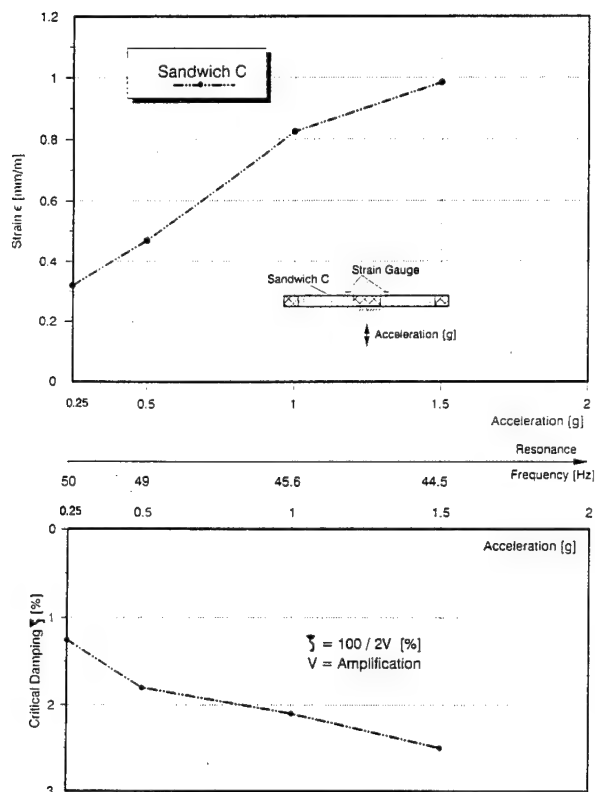 1.2
Sandwich C
1
0.8
Strain ϵ [mm/m]
0.6
0.4
Sandwich C
Strain Gauge
0.2
Acceleration [g]
0
0.25 0.5 1 1.5 2
Acceleration [g]
Resonance
Frequency [Hz]
50 49 45.6 44.5
0.25 0.5 1 1.5 2
0
Acceleration [g]
Critical Damping ζ [%]
1
ζ = 100 / 2V [%]
V = Amplification
2
3